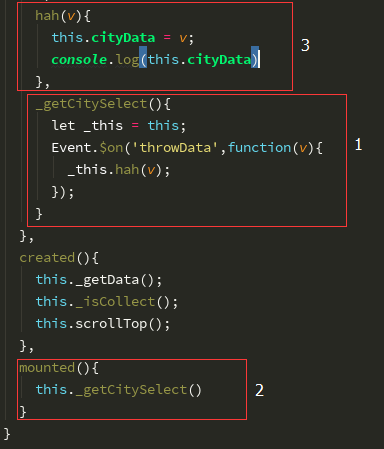 hah(v){
this.cityData = v;
console.log(this.cityData)
},
3
_getCitySelect(){
let _this = this;
Event.$on('throwData',function(v){
_this.hah(v);
});
}
1
},
created(){
this._getData();
this._isCollect();
this.scrollTop();
},
mounted(){
this._getCitySelect()
}
2
}